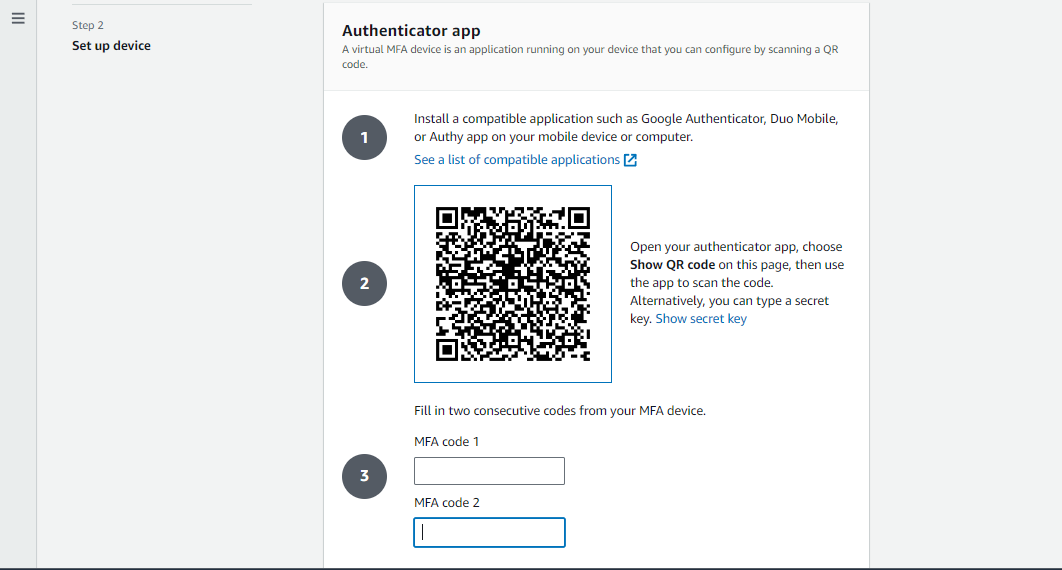 Step 2
Set up device
Authenticator app
A virtual MFA device is an application running on your device that you can configure by scanning a QR
code.
1
Install a compatible application such as Google Authenticator, Duo Mobile,
or Authy app on your mobile device or computer.
See a list of compatible applications
2
Open your authenticator app, choose
Show QR code on this page, then use
the app to scan the code.
Alternatively, you can type a secret
key. Show secret key
Fill in two consecutive codes from your MFA device.
3
MFA code 1
MFA code 2